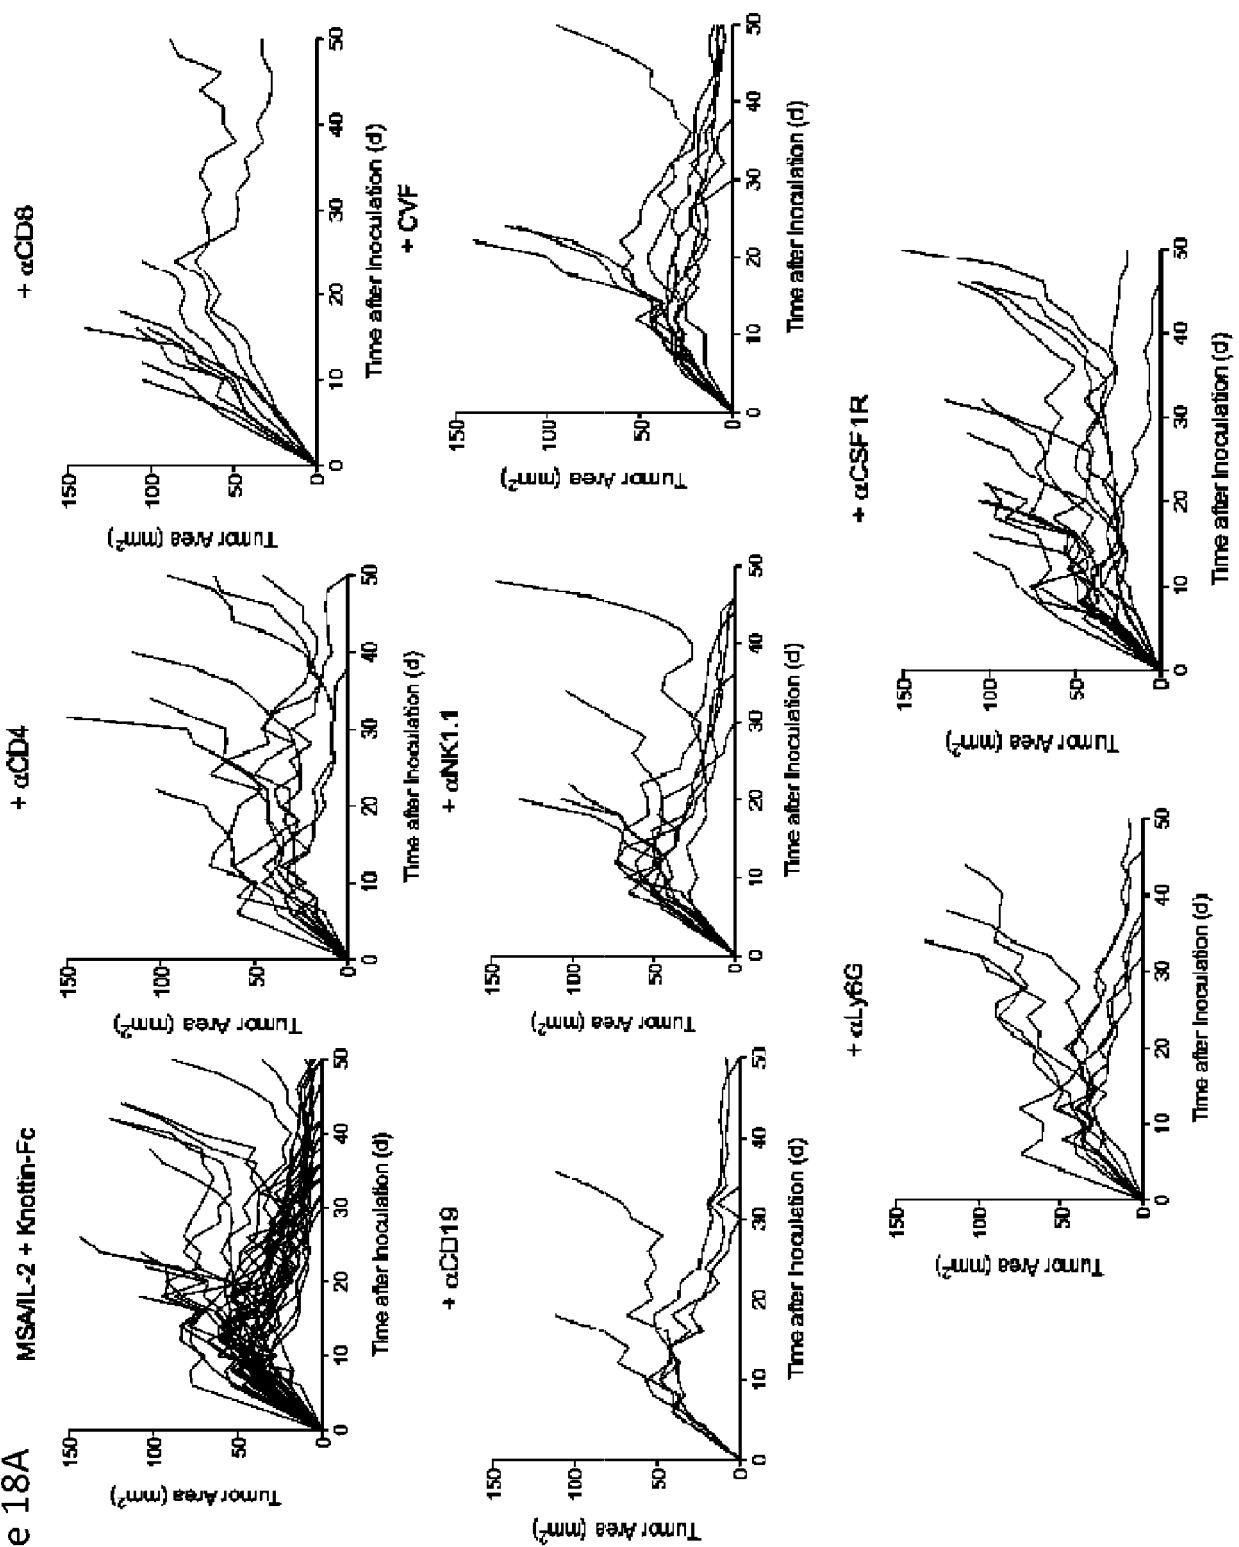 e 18A
MSA/IL-2 + Knottin-Fc
150
100
50
0
Tumor Area (mm²)
0 10 20 30 40 50
Time after Inoculation (d)
+ αCD4
150
100
50
0
Tumor Area (mm²)
0 10 20 30 40 50
Time after Inoculation (d)
+ αCD8
150
100
50
0
Tumor Area (mm²)
0 10 20 30 40 50
Time after Inoculation (d)
+ αCD19
150
100
50
0
Tumor Area (mm²)
0 10 20 30 40 50
Time after Inoculation (d)
+ αNK1.1
150
100
50
0
Tumor Area (mm²)
0 10 20 30 40 50
Time after Inoculation (d)
+ CVF
150
100
50
0
Tumor Area (mm²)
0 10 20 30 40 50
Time after Inoculation (d)
+ αLy6G
150
100
50
0
Tumor Area (mm²)
0 10 20 30 40 50
Time after Inoculation (d)
+ αCSF1R
150
100
50
0
Tumor Area (mm²)
0 10 20 30 40 50
Time after Inoculation (d)